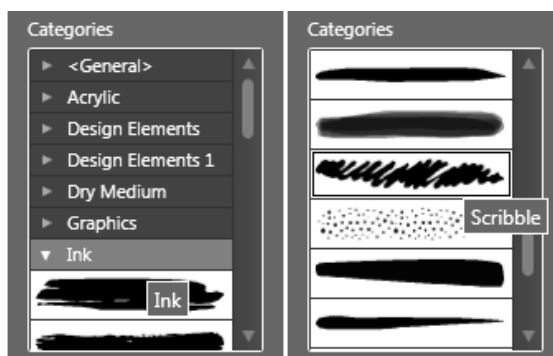 Categories
<General>
Acrylic
Design Elements
Design Elements 1
Dry Medium
Graphics
Ink
Ink
Categories
Scribble